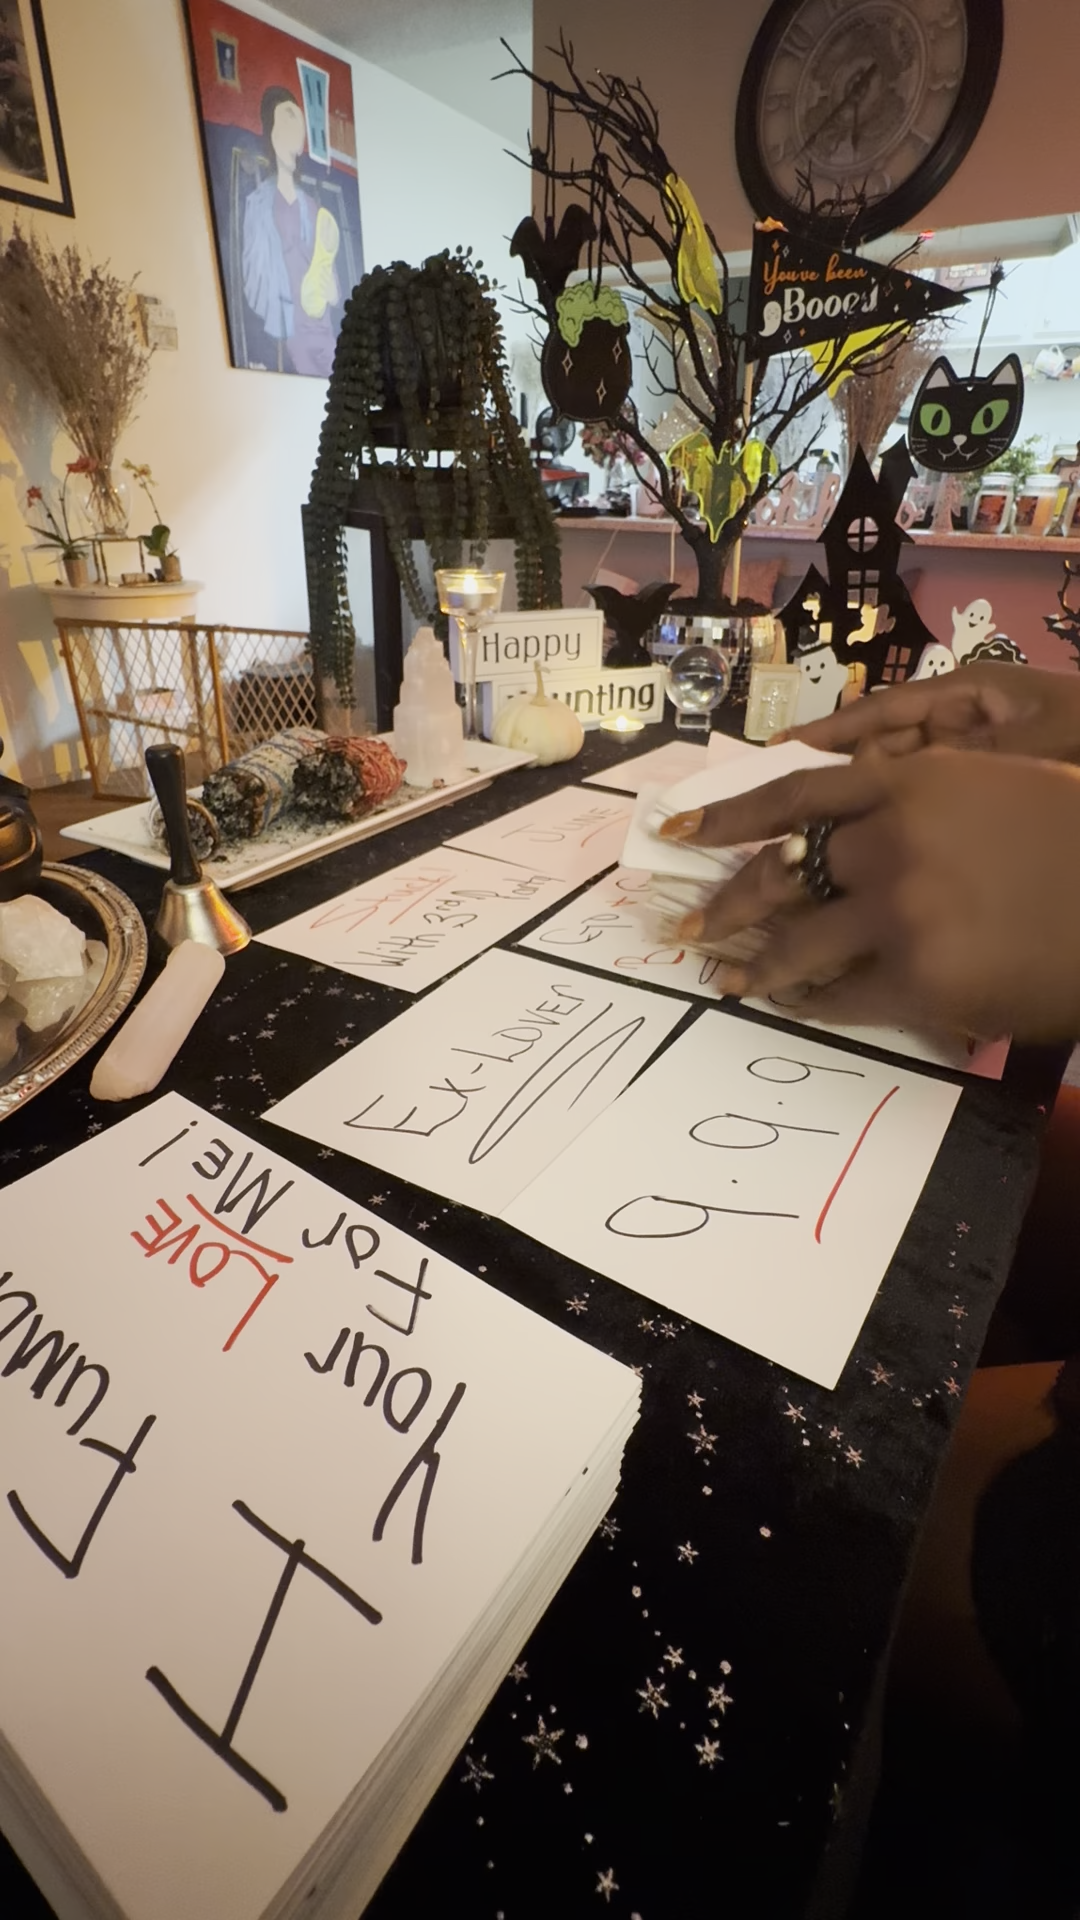 You've been
Booed
Happy
unting
JUNE
Stuck!
With 3rd Party
Ex-Lover
9.9.9
I
Your
For
LOVE
Me!